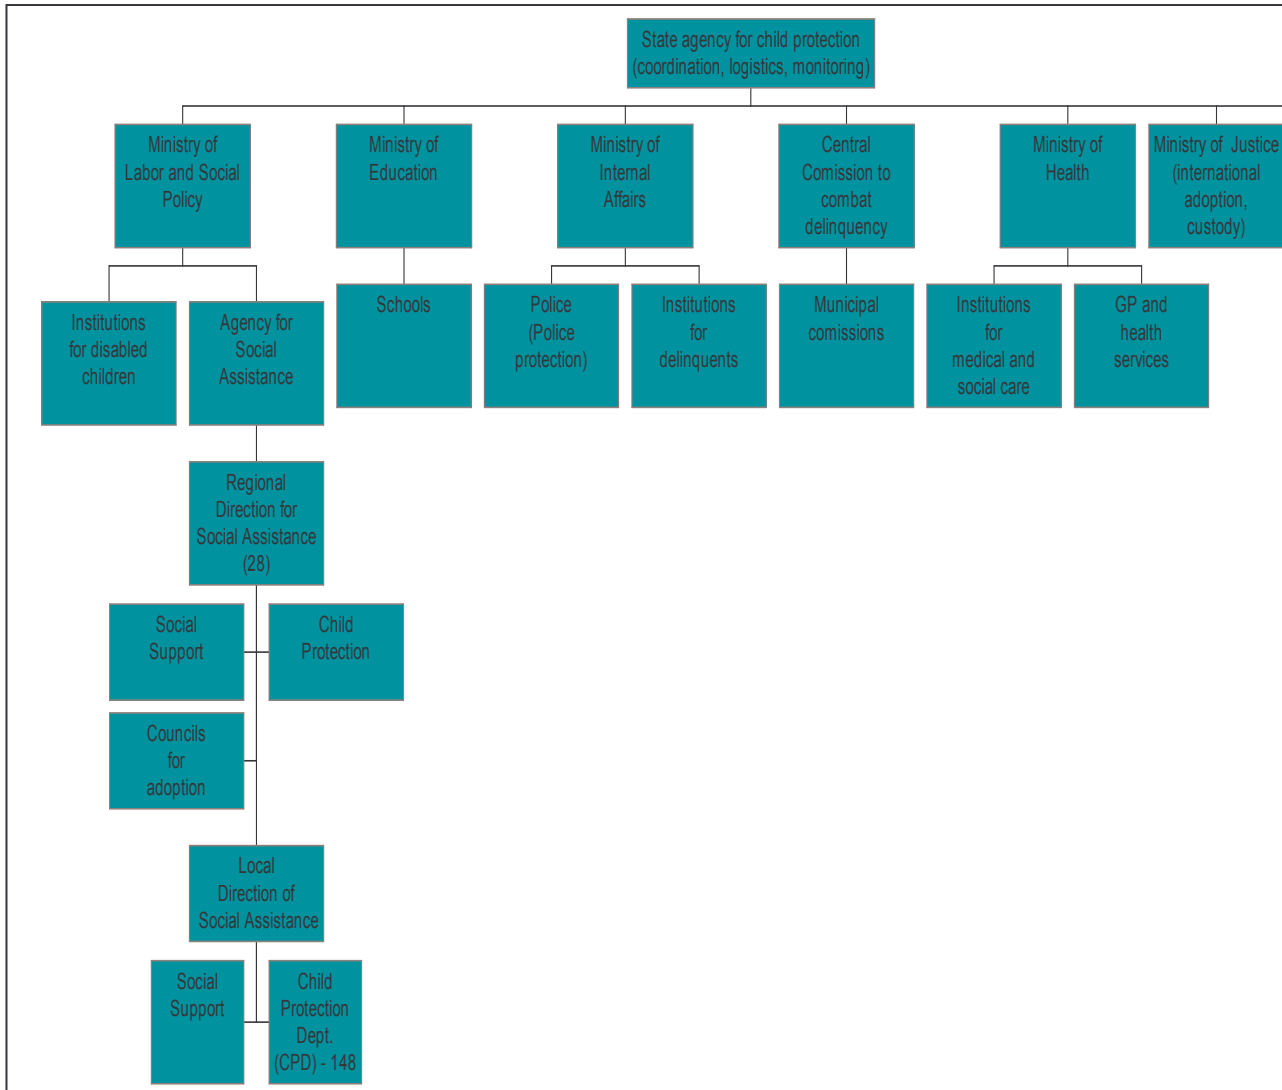 State agency for child protection
(coordination, logistics, monitoring)
Ministry of
Labor and Social
Policy
Ministry of
Education
Ministry of
Internal
Affairs
Central
Comission to
combat
delinquency
Ministry of
Health
Ministry of  Justice
(international
adoption,
custody)
Institutions
for disabled
children
Agency for
Social
Assistance
Schools
Police
(Police
protection)
Institutions
for
delinquents
Municipal
comissions
Institutions
for
medical and
social care
GP and
health
services
Regional
Direction for
Social Assistance
(28)
Social
Support
Child
Protection
Councils
for
adoption
Local
Direction of
Social Assistance
Social
Support
Child
Protection
Dept.
(CPD) - 148